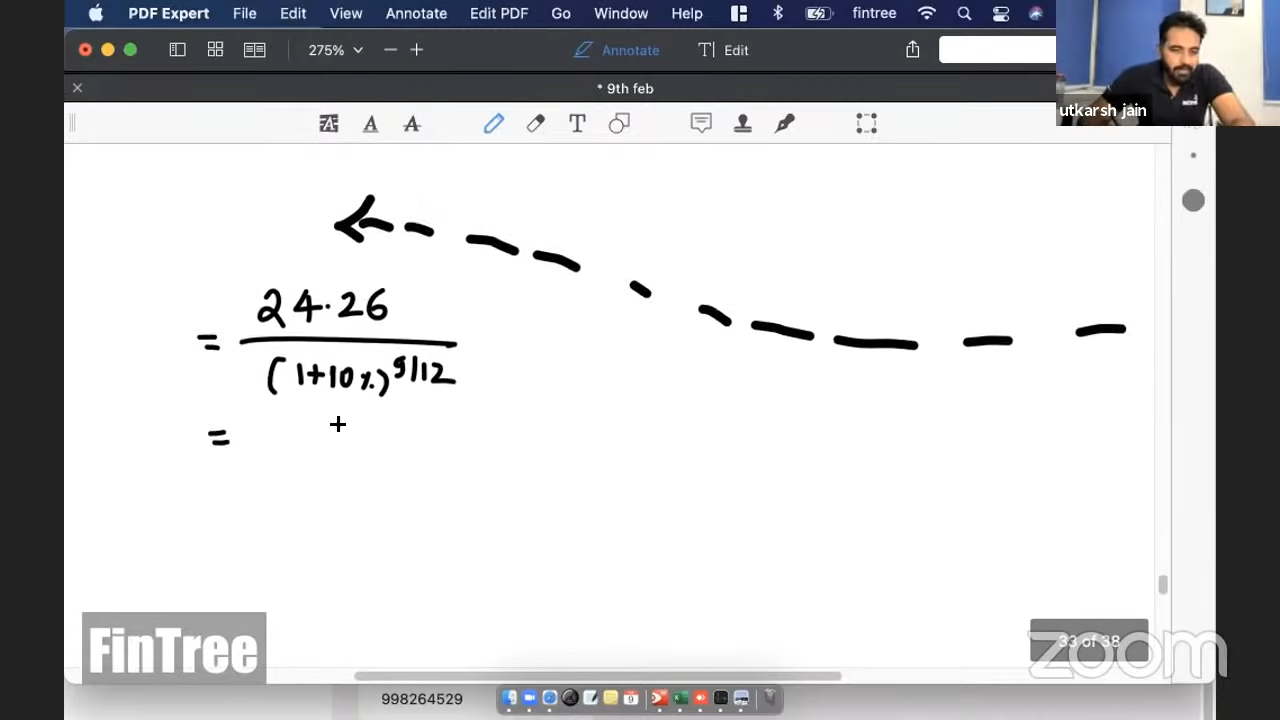 PDF Expert File Edit View Annotate Edit PDF Go Window Help fintree
275% Annotate T Edit
utkarsh jain
* 9th feb
A A A T
24.26
=
(1+10%)^9/12
=
FinTree
33 of 38
zoom
998264529